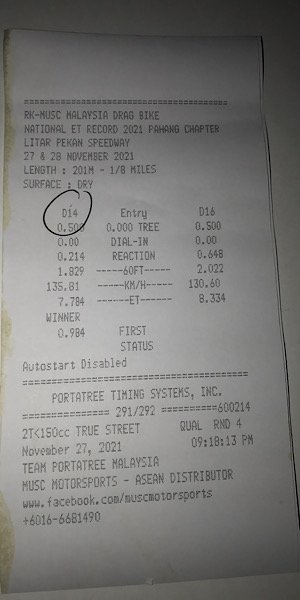 =====================================
RK-MUSC MALAYSIA DRAG BIKE
NATIONAL ET RECORD 2021 PAHANG CHAPTER
LITAR PEKAN SPEEDWAY
27 & 28 NOVEMBER 2021
LENGTH : 201M - 1/8 MILES
SURFACE : DRY
D14 Entry D16
0.500 0.000 TREE 0.500
0.00 DIAL-IN 0.00
0.214 REACTION 0.648
1.829 ------60FT----- 2.022
135.81 -----KM/H------ 130.60
7.784 ------ET------- 8.334
WINNER
0.984 FIRST
STATUS
Autostart Disabled
=====================================
PORTATREE TIMING SYSTEMS, INC.
=============== 291/292 ==========600214
2T<150cc TRUE STREET QUAL RND 4
November 27, 2021 09:18:13 PM
TEAM PORTATREE MALAYSIA
MUSC MOTORSPORTS - ASEAN DISTRIBUTOR
www.facebook.com/muscmotorsports
+6016-6681490